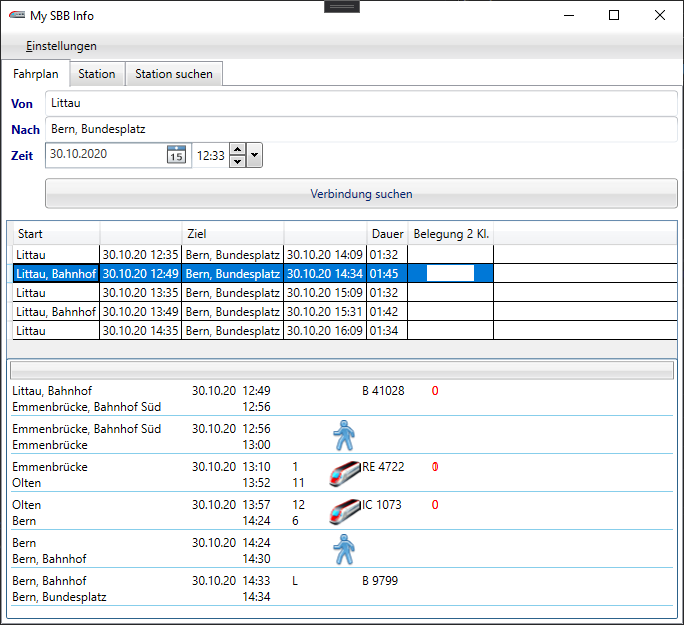 My SBB Info
Einstellungen
Fahrplan Station Station suchen
Von Littau
Nach Bern, Bundesplatz
Zeit 30.10.2020 15 12:33
Verbindung suchen
Start Ziel Dauer Belegung 2 Kl.
Littau 30.10.20 12:35 Bern, Bundesplatz 30.10.20 14:09 01:32
Littau, Bahnhof 30.10.20 12:49 Bern, Bundesplatz 30.10.20 14:34 01:45
Littau 30.10.20 13:35 Bern, Bundesplatz 30.10.20 15:09 01:32
Littau, Bahnhof 30.10.20 13:49 Bern, Bundesplatz 30.10.20 15:31 01:42
Littau 30.10.20 14:35 Bern, Bundesplatz 30.10.20 16:09 01:34
Littau, Bahnhof 30.10.20 12:49 B 41028 0
Emmenbrücke, Bahnhof Süd 12:56
Emmenbrücke, Bahnhof Süd 30.10.20 12:56
Emmenbrücke 13:00
Emmenbrücke 30.10.20 13:10 1 RE 4722 0
Olten 13:52 11
Olten 30.10.20 13:57 12 IC 1073 0
Bern 14:24 6
Bern 30.10.20 14:24
Bern, Bahnhof 14:30
Bern, Bahnhof 30.10.20 14:33 L B 9799
Bern, Bundesplatz 14:34